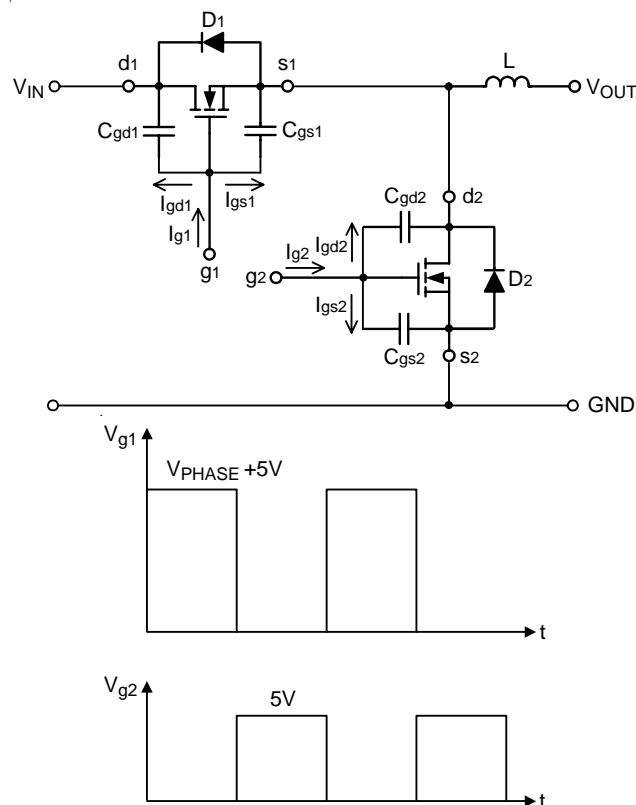 D1
d1
s1
L
VIN
VOUT
Cgd1
Cgs1
Igd1
Igs1
Ig1
g1
Cgd2
d2
Ig2
Igd2
g2
D2
Igs2
Cgs2
s2
GND
Vg1
VPHASE +5V
t
Vg2
5V
t